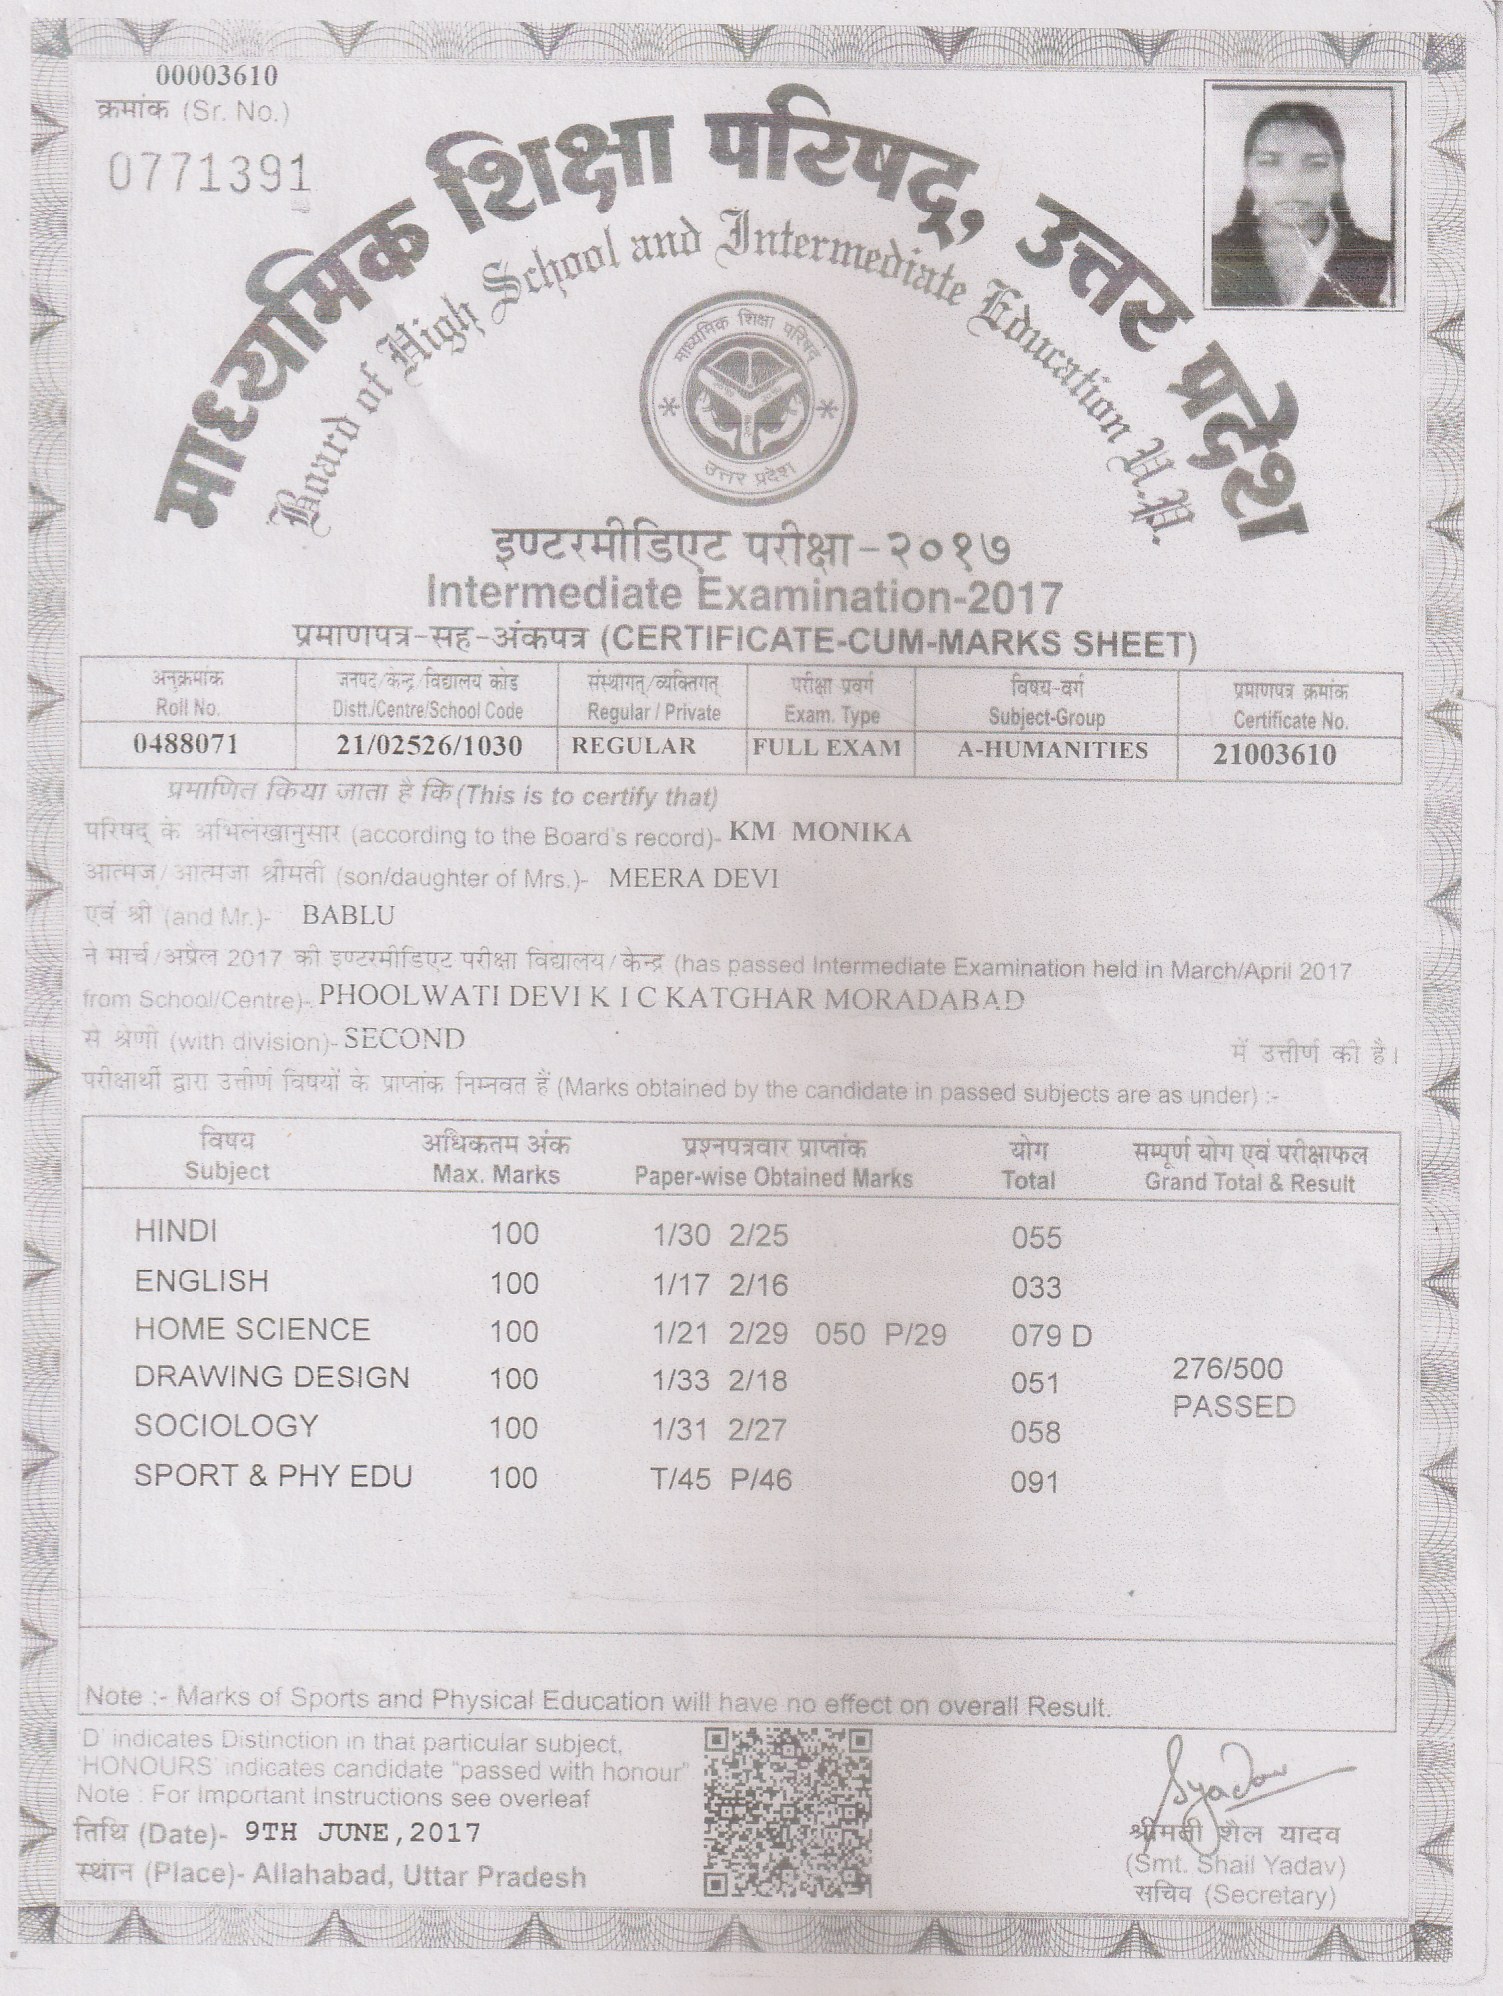 00003610
क्रमांक (Sr. No.)
0771391
माध्यमिक शिक्षा परिषद्, उत्तर प्रदेश
Board of High School and Intermediate Education U.P.
माध्यमिक शिक्षा परिषद्
उत्तर प्रदेश
इण्टरमीडिएट परीक्षा-२०१७
Intermediate Examination-2017
प्रमाणपत्र-सह-अंकपत्र (CERTIFICATE-CUM-MARKS SHEET)
अनुक्रमांक जनपद/केन्द्र/विद्यालय कोड संस्थागत्/व्यक्तिगत् परीक्षा प्रवर्ग विषय-वर्ग प्रमाणपत्र क्रमांक
Roll No. Distt./Centre/School Code Regular / Private Exam. Type Subject-Group Certificate No.
0488071 21/02526/1030 REGULAR FULL EXAM A-HUMANITIES 21003610
प्रमाणित किया जाता है कि (This is to certify that)
परिषद् के अभिलेखानुसार (according to the Board's record)- KM MONIKA
आत्मज/आत्मजा श्रीमती (son/daughter of Mrs.)- MEERA DEVI
एवं श्री (and Mr.)- BABLU
ने मार्च/अप्रैल 2017 की इण्टरमीडिएट परीक्षा विद्यालय/केन्द्र (has passed Intermediate Examination held in March/April 2017
from School/Centre)- PHOOLWATI DEVI K I C KATGHAR MORADABAD
से श्रेणी (with division)- SECOND में उत्तीर्ण की है।
परीक्षार्थी द्वारा उत्तीर्ण विषयों के प्राप्तांक निम्नवत हैं (Marks obtained by the candidate in passed subjects are as under) :-
विषय अधिकतम अंक प्रश्नपत्रवार प्राप्तांक योग सम्पूर्ण योग एवं परीक्षाफल
Subject Max. Marks Paper-wise Obtained Marks Total Grand Total & Result
HINDI 100 1/30 2/25 055
ENGLISH 100 1/17 2/16 033
HOME SCIENCE 100 1/21 2/29 050 P/29 079 D
DRAWING DESIGN 100 1/33 2/18 051 276/500
PASSED
SOCIOLOGY 100 1/31 2/27 058
SPORT & PHY EDU 100 T/45 P/46 091
Note :- Marks of Sports and Physical Education will have no effect on overall Result.
'D' indicates Distinction in that particular subject,
'HONOURS' indicates candidate "passed with honour"
Note : For Important Instructions see overleaf
तिथि (Date)- 9TH JUNE,2017
स्थान (Place)- Allahabad, Uttar Pradesh
Syadav
श्रीमती शैल यादव
(Smt. Shail Yadav)
सचिव (Secretary)